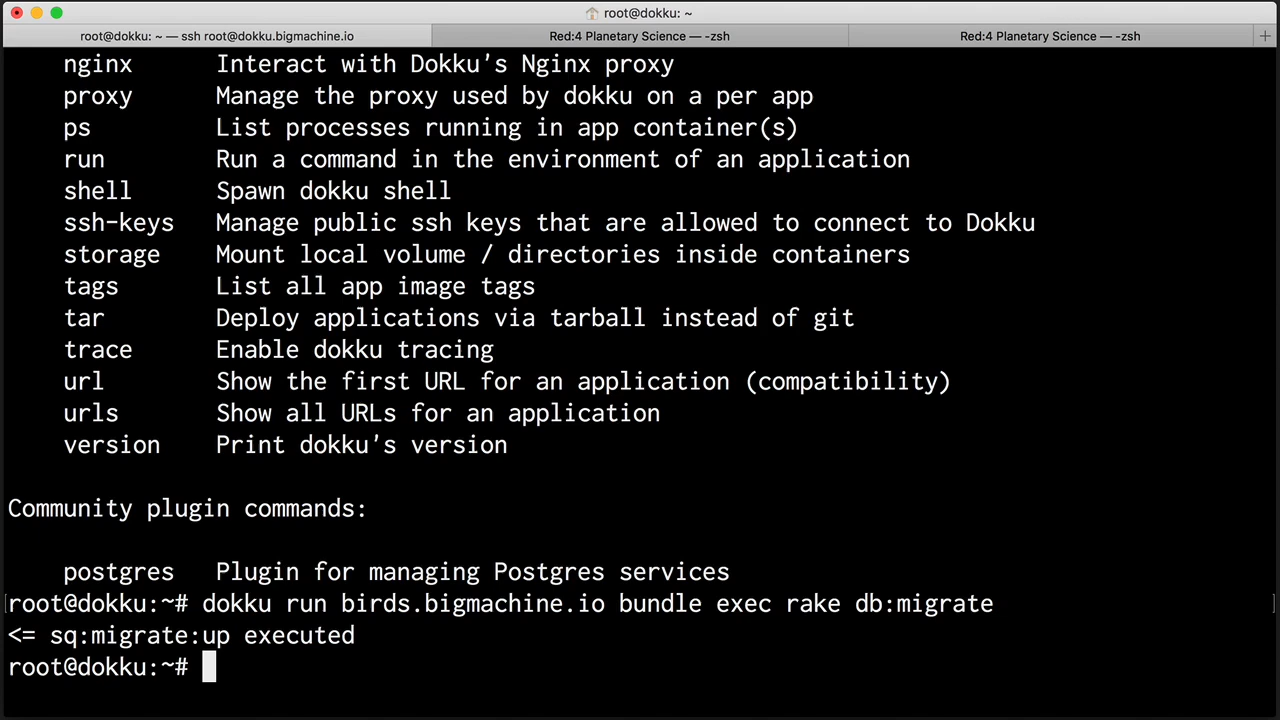 root@dokku: ~
root@dokku: ~ — ssh root@dokku.bigmachine.io
Red:4 Planetary Science — -zsh
Red:4 Planetary Science — -zsh
nginx Interact with Dokku's Nginx proxy
proxy Manage the proxy used by dokku on a per app
ps List processes running in app container(s)
run Run a command in the environment of an application
shell Spawn dokku shell
ssh-keys Manage public ssh keys that are allowed to connect to Dokku
storage Mount local volume / directories inside containers
tags List all app image tags
tar Deploy applications via tarball instead of git
trace Enable dokku tracing
url Show the first URL for an application (compatibility)
urls Show all URLs for an application
version Print dokku's version
Community plugin commands:
postgres Plugin for managing Postgres services
root@dokku:~# dokku run birds.bigmachine.io bundle exec rake db:migrate
<= sq:migrate:up executed
root@dokku:~#